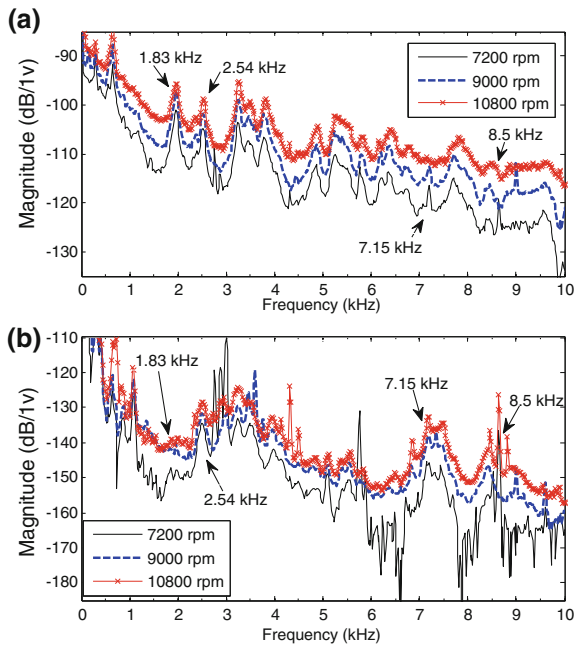 (a)
Magnitude (dB/1v)
-90
-100
-110
-120
-130
1.83 kHz
2.54 kHz
7200 rpm
9000 rpm
10800 rpm
8.5 kHz
7.15 kHz
0 1 2 3 4 5 6 7 8 9 10
Frequency (kHz)
(b)
Magnitude (dB/1v)
-110
-120
-130
-140
-150
-160
-170
-180
1.83 kHz
7.15 kHz
8.5 kHz
2.54 kHz
7200 rpm
9000 rpm
10800 rpm
0 1 2 3 4 5 6 7 8 9 10
Frequency (kHz)